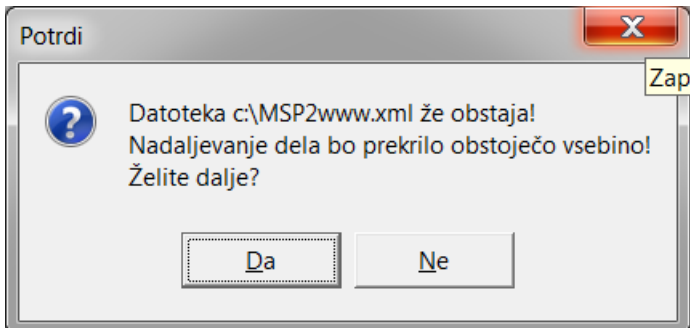 Potrdi
Zap
Datoteka c:\MSP2www.xml že obstaja!
Nadaljevanje dela bo prekrilo obstoječo vsebino!
Želite dalje?
Da
Ne